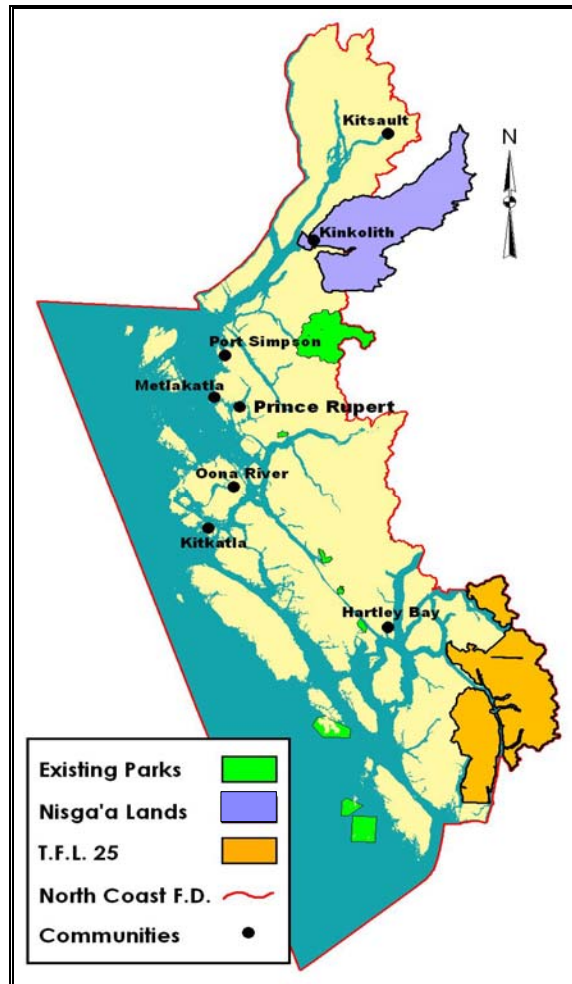 Kitsault
N
Kinkolith
Port Simpson
Metlakatla
Prince Rupert
Oona River
Kitkatla
Hartley Bay
Existing Parks
Nisga'a Lands
T.F.L. 25
North Coast F.D.
Communities